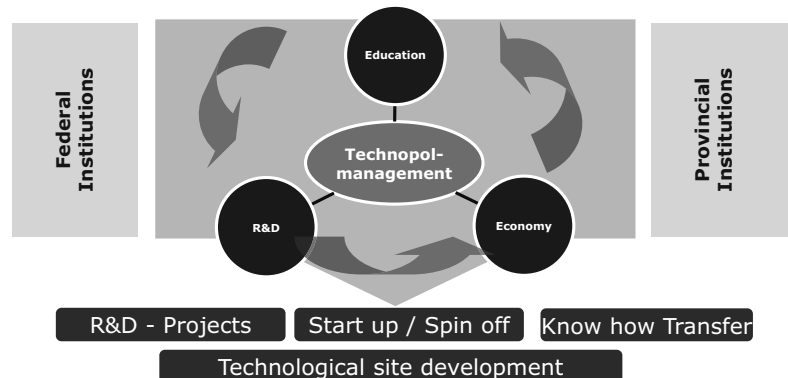 Education
Federal
Institutions
Provincial
Institutions
Technopol-
management
R&D
Economy
R&D - Projects
Start up / Spin off
Know how Transfer
Technological site development